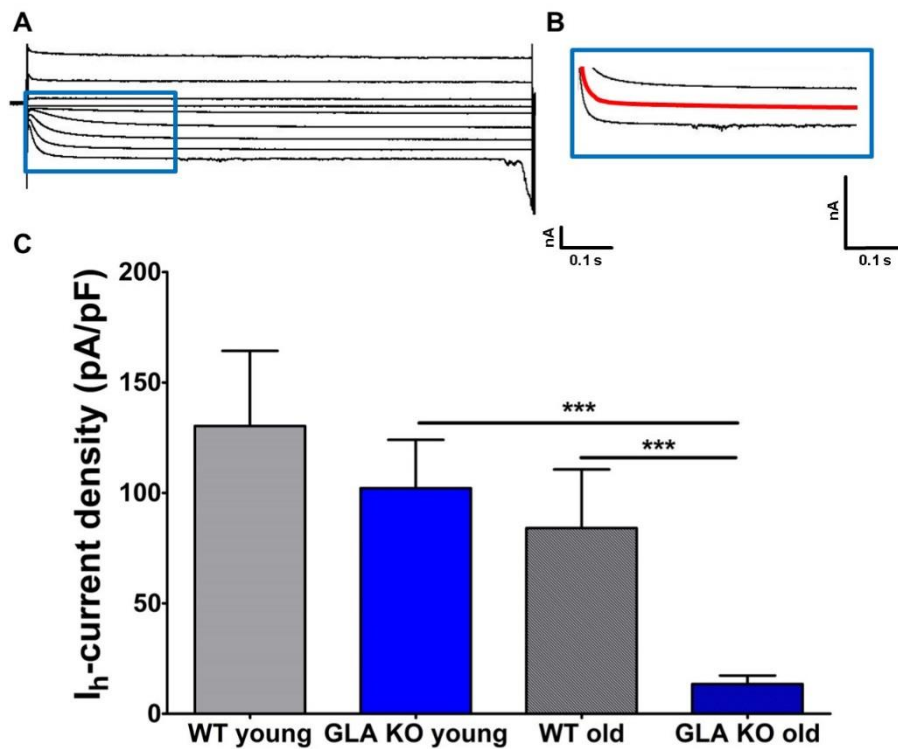 A
B
nA
0.1 s
nA
0.1 s
C
I_h-current density (pA/pF)
200
150
100
50
0
***
***
WT young
GLA KO young
WT old
GLA KO old